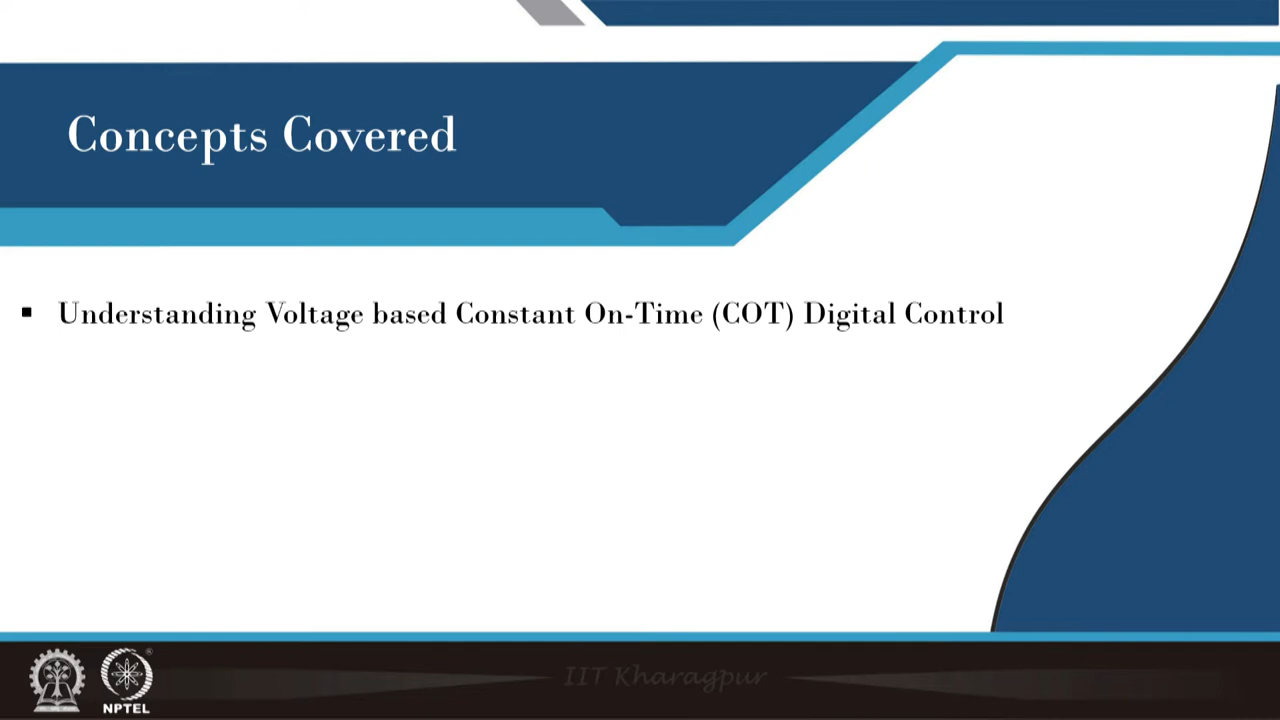 Concepts Covered
▪ Understanding Voltage based Constant On-Time (COT) Digital Control
IIT Kharagpur
®
NPTEL